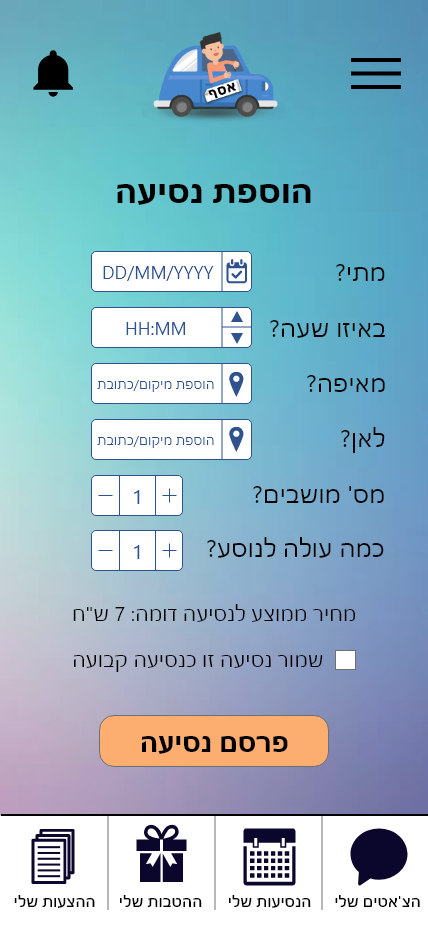 אסף
הוספת נסיעה
מתי?
DD/MM/YYYY
באיזו שעה?
HH:MM
מאיפה?
הוספת מיקום/כתובת
לאן?
הוספת מיקום/כתובת
מס' מושבים?
+ 1 −
כמה עולה לנוסע?
+ 1 −
מחיר ממוצע לנסיעה דומה: 7 ש"ח
שמור נסיעה זו כנסיעה קבועה
פרסם נסיעה
הצ'אטים שלי
הנסיעות שלי
ההטבות שלי
ההצעות שלי